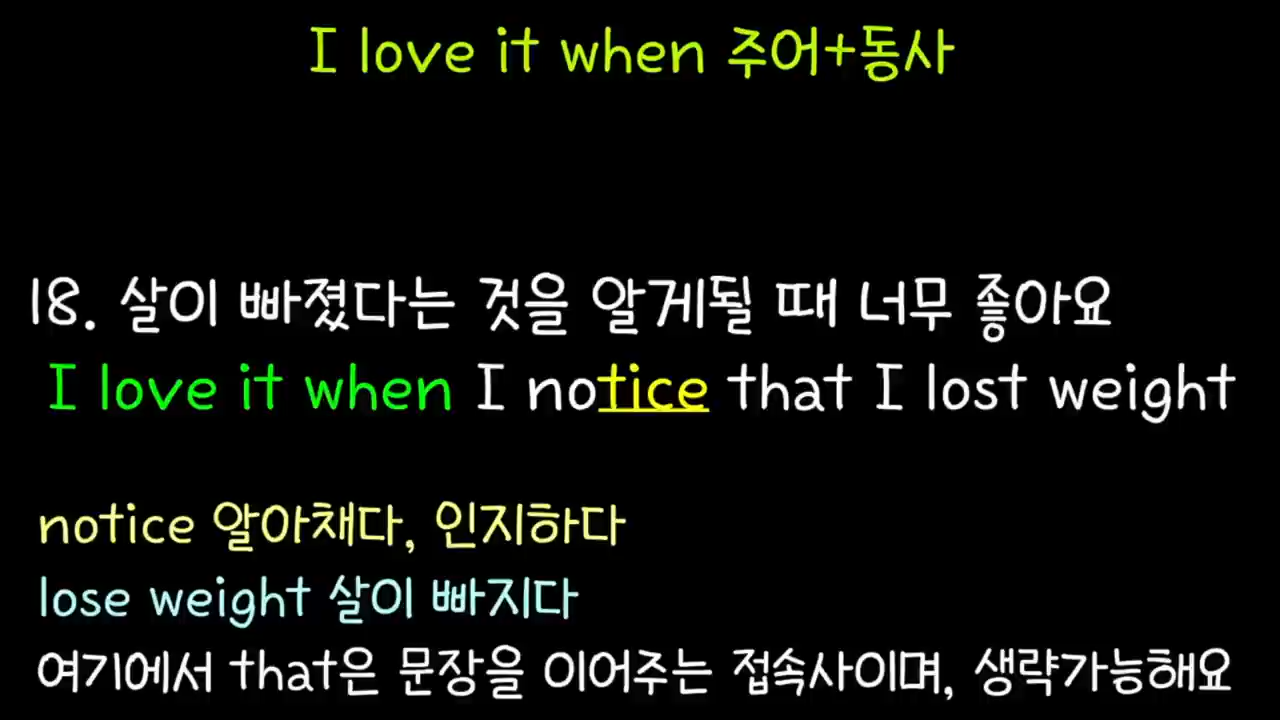 I love it when 주어+동사
18. 살이 빠졌다는 것을 알게될 때 너무 좋아요
I love it when I notice that I lost weight
notice 알아채다, 인지하다
lose weight 살이 빠지다
여기에서 that은 문장을 이어주는 접속사이며, 생략가능해요